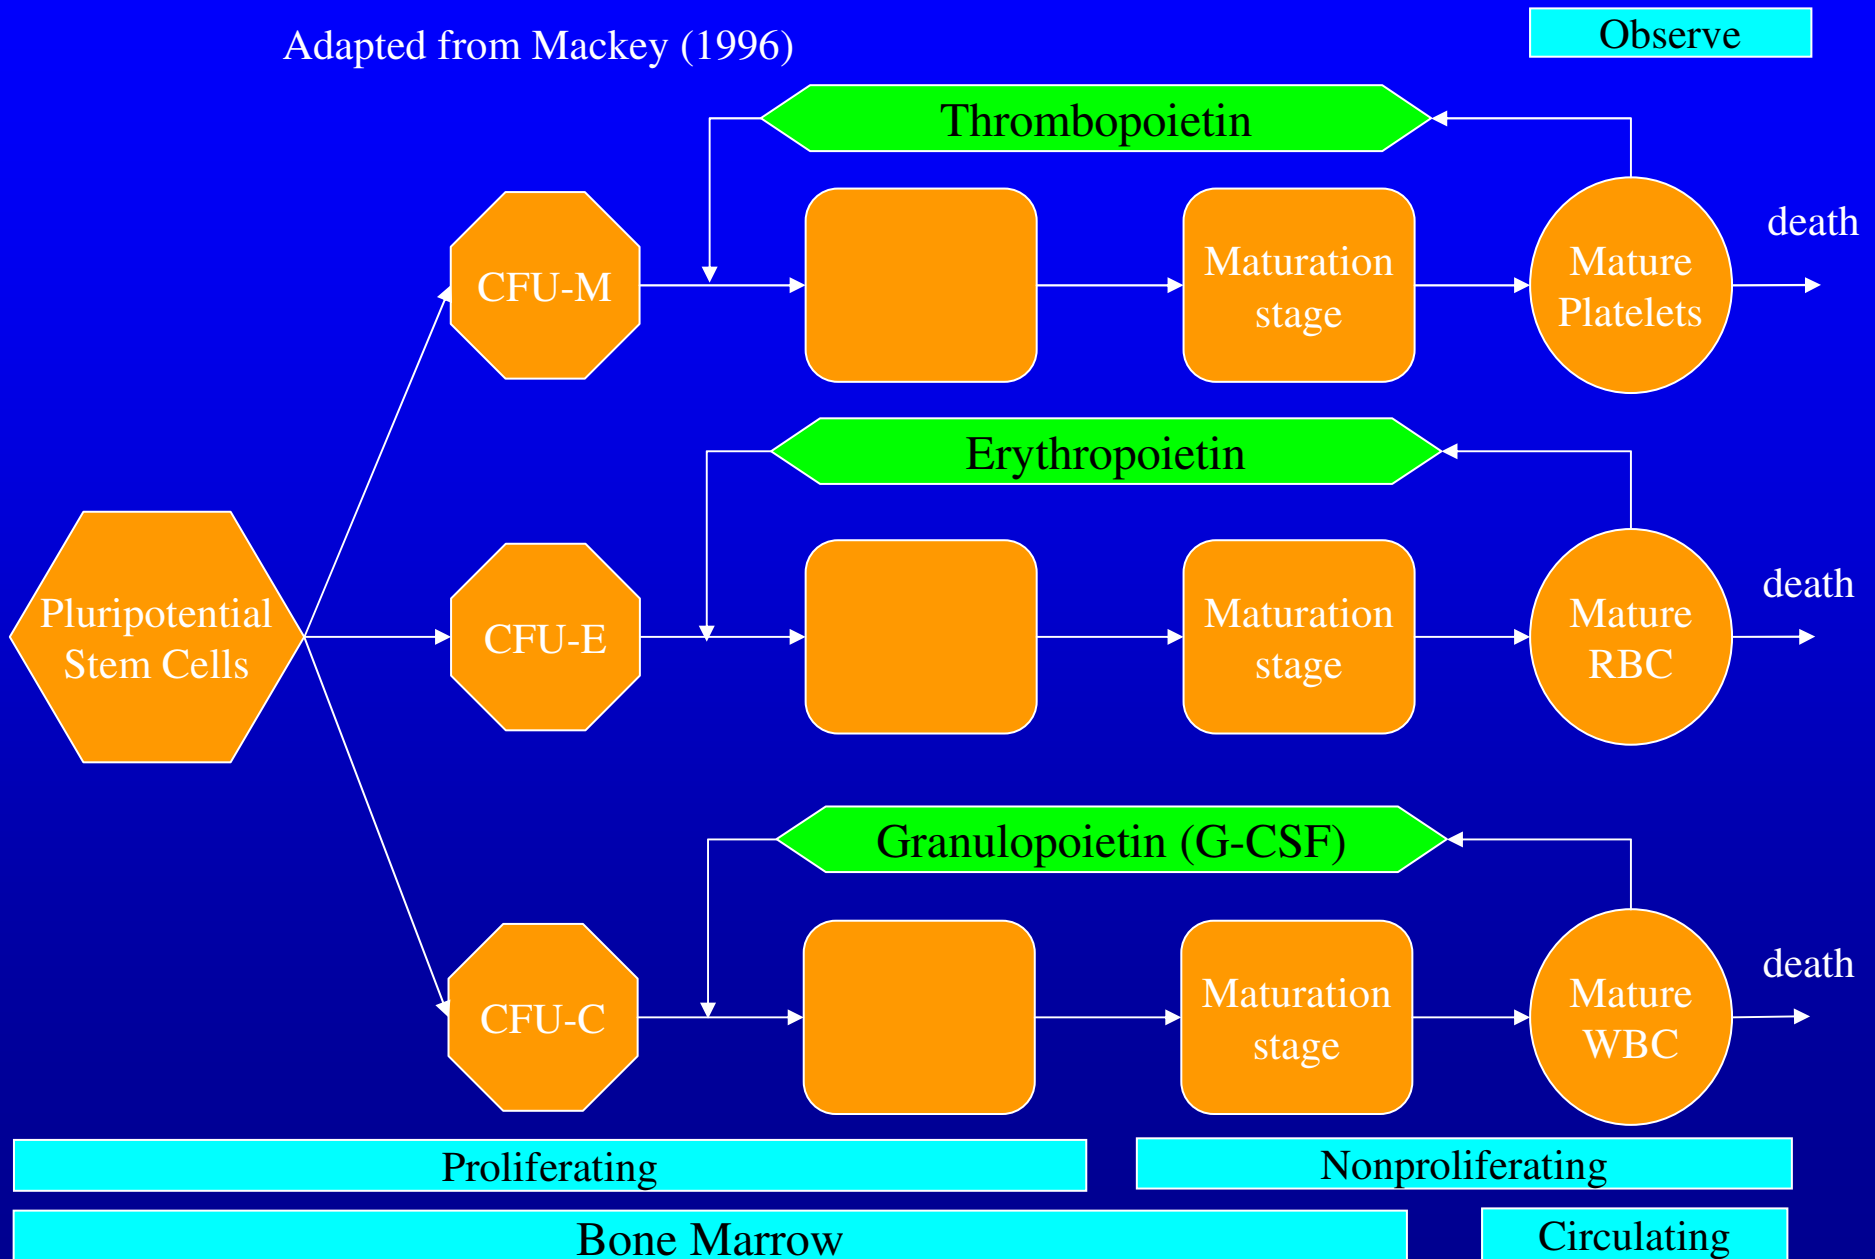 Adapted from Mackey (1996)
Observe
Thrombopoietin
CFU-M
Maturation
stage
Mature
Platelets
death
Erythropoietin
Pluripotential
Stem Cells
CFU-E
Maturation
stage
Mature
RBC
death
Granulopoietin (G-CSF)
CFU-C
Maturation
stage
Mature
WBC
death
Proliferating
Nonproliferating
Bone Marrow
Circulating